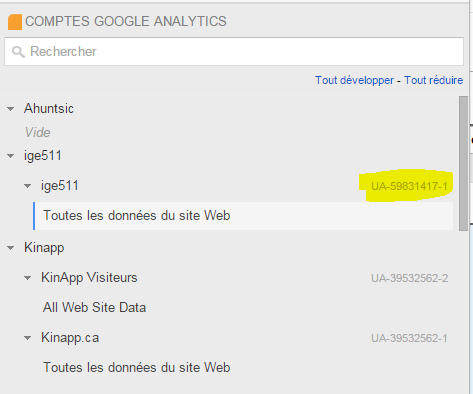 COMPTES GOOGLE ANALYTICS
Rechercher
Tout développer - Tout réduire
Ahuntsic
Vide
ige511
ige511 UA-59831417-1
Toutes les données du site Web
Kinapp
KinApp Visiteurs UA-39532562-2
All Web Site Data
Kinapp.ca UA-39532562-1
Toutes les données du site Web